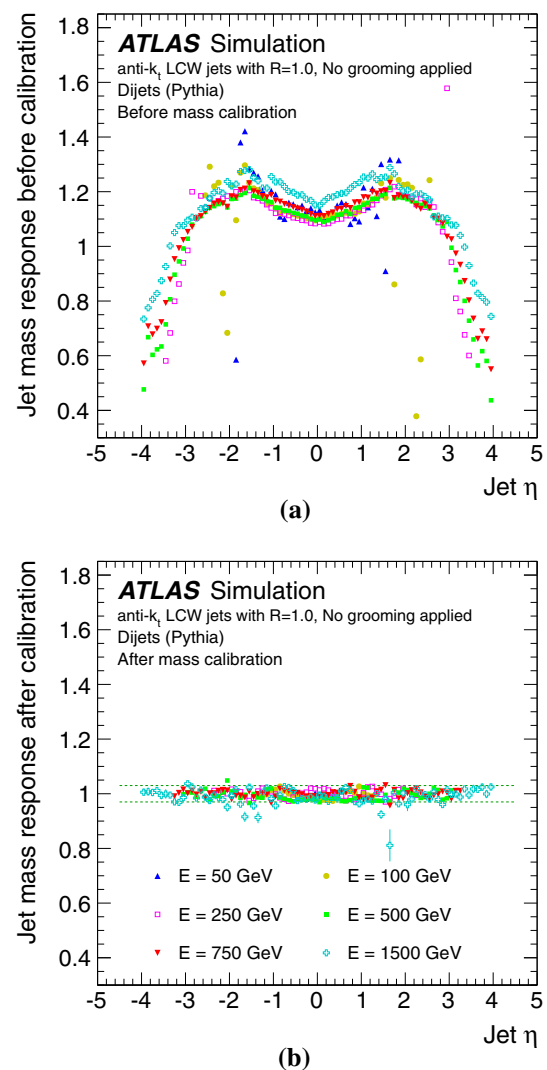 ATLAS Simulation
anti-kt LCW jets with R=1.0, No grooming applied
Dijets (Pythia)
Before mass calibration
Jet mass response before calibration
1.8
1.6
1.4
1.2
1
0.8
0.6
0.4
-5 -4 -3 -2 -1 0 1 2 3 4 5
Jet η
(a)
ATLAS Simulation
anti-kt LCW jets with R=1.0, No grooming applied
Dijets (Pythia)
After mass calibration
Jet mass response after calibration
1.8
1.6
1.4
1.2
1
0.8
0.6
0.4
E = 50 GeV E = 100 GeV
E = 250 GeV E = 500 GeV
E = 750 GeV E = 1500 GeV
-5 -4 -3 -2 -1 0 1 2 3 4 5
Jet η
(b)